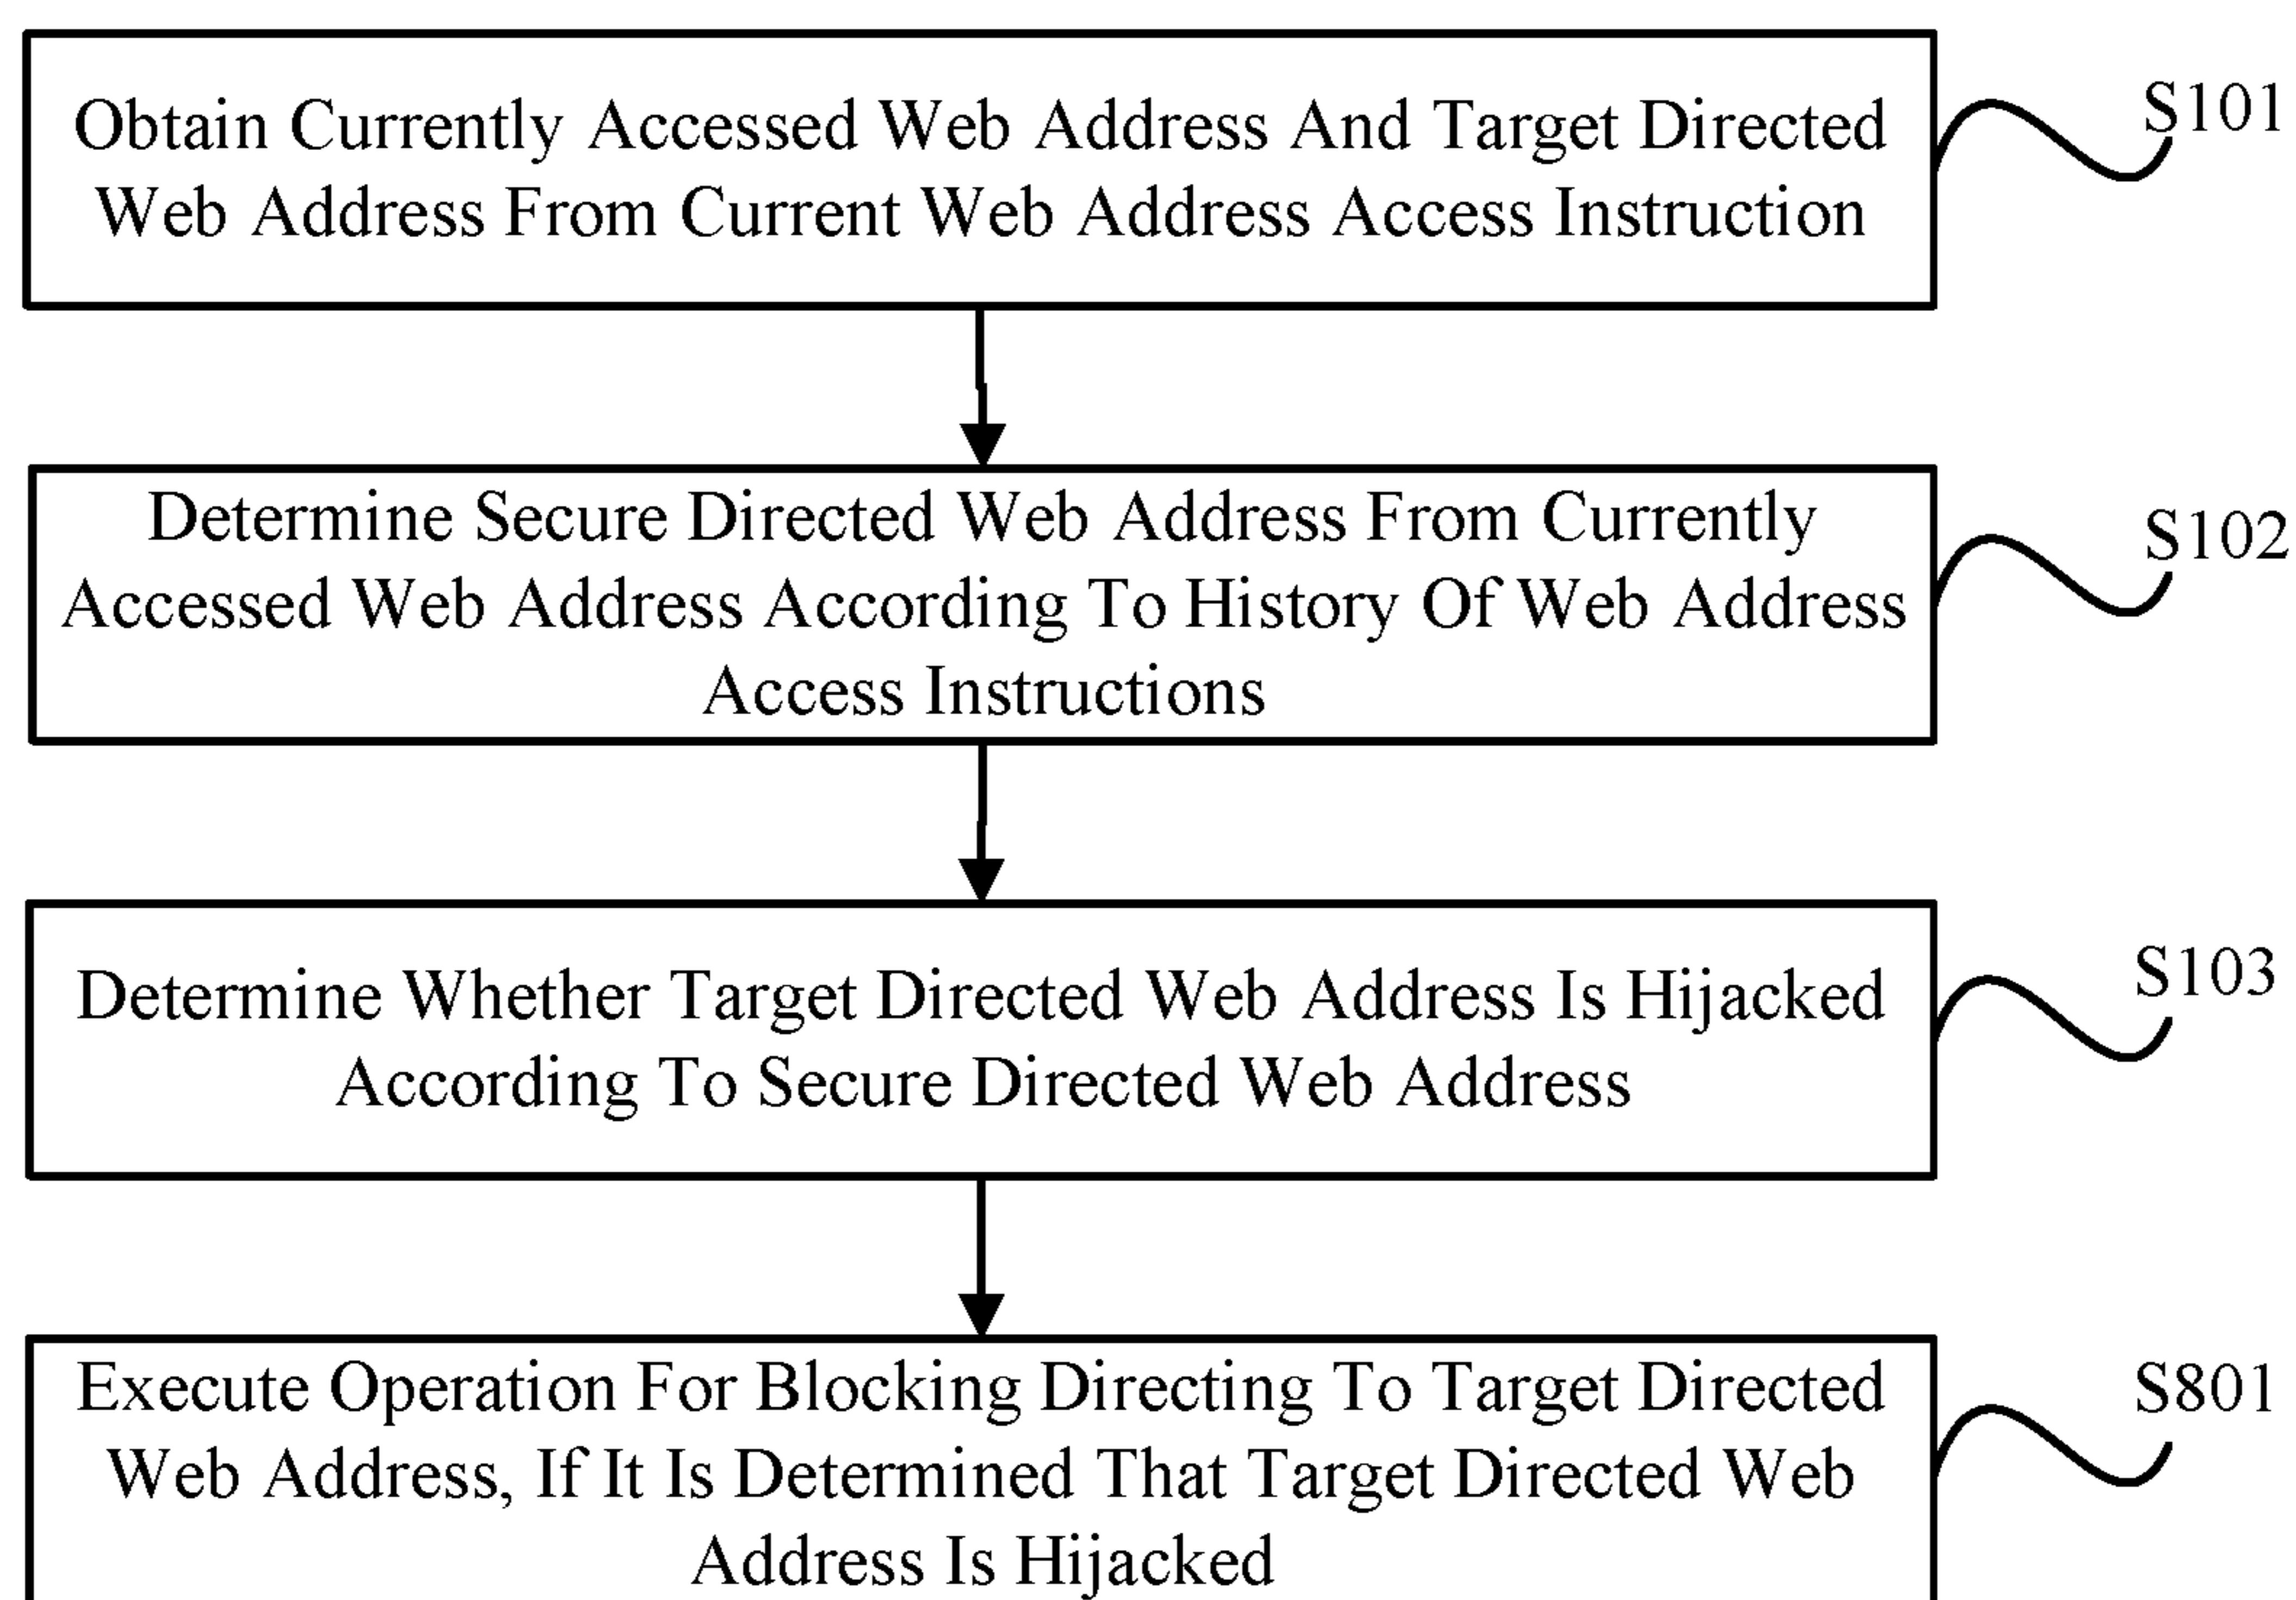 Obtain Currently Accessed Web Address And Target Directed
Web Address From Current Web Address Access Instruction
S101
Determine Secure Directed Web Address From Currently
Accessed Web Address According To History Of Web Address
Access Instructions
S102
Determine Whether Target Directed Web Address Is Hijacked
According To Secure Directed Web Address
S103
Execute Operation For Blocking Directing To Target Directed
Web Address, If It Is Determined That Target Directed Web
Address Is Hijacked
S801